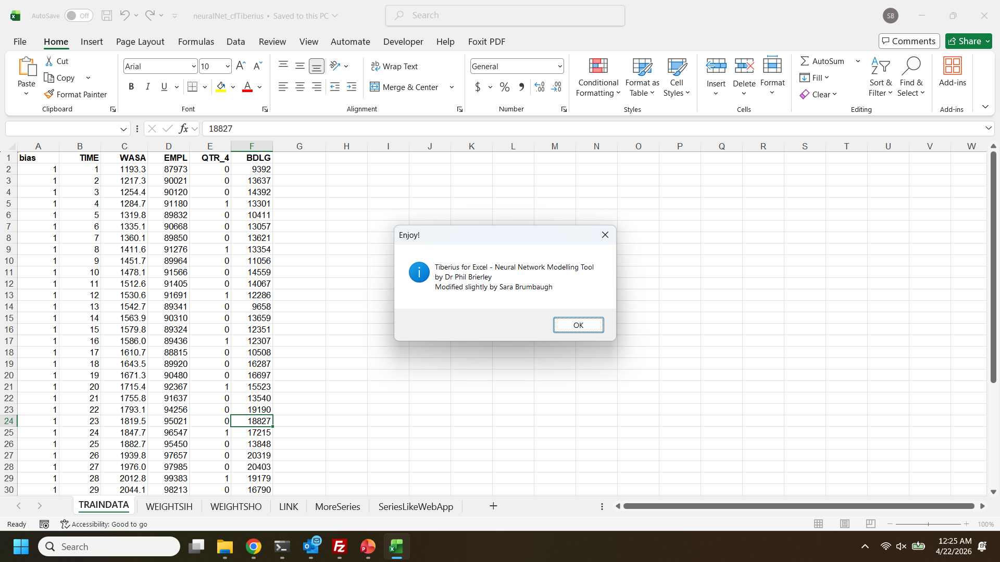 AutoSave Off neuralNet_cfTiberius • Saved to this PC Search SB
File Home Insert Page Layout Formulas Data Review View Automate Developer Help Foxit PDF Comments Share
Paste Cut Copy Format Painter Clipboard
Arial 10 B I U A Font
Wrap Text Merge & Center Alignment
General $ % Number
Conditional Formatting Format as Table Cell Styles Styles
Insert Delete Format Cells
AutoSum Fill Clear Sort & Filter Find & Select Editing
Add-ins Add-ins
fx 18827
A B C D E F G H I J K L M N O P Q R S T U V W
1 bias TIME WASA EMPL QTR_4 BDLG
2 1 1 1193.3 87973 0 9392
3 1 2 1217.3 90021 0 13637
4 1 3 1254.4 90120 0 14392
5 1 4 1284.7 91180 1 13301
6 1 5 1319.8 89832 0 10411
7 1 6 1335.1 90668 0 13057
8 1 7 1360.1 89850 0 13621
9 1 8 1411.6 91276 1 13354
10 1 9 1451.7 89964 0 11056
11 1 10 1478.1 91566 0 14559
12 1 11 1512.6 91405 0 14067
13 1 12 1530.6 91691 1 12286
14 1 13 1542.7 89341 0 9658
15 1 14 1563.9 90310 0 13659
16 1 15 1579.8 89324 0 12351
17 1 16 1586.0 89436 1 12307
18 1 17 1610.7 88815 0 10508
19 1 18 1643.5 89920 0 16287
20 1 19 1671.3 90480 0 16697
21 1 20 1715.4 92367 1 15523
22 1 21 1755.8 91637 0 13540
23 1 22 1793.1 94256 0 19190
24 1 23 1819.5 95021 0 18827
25 1 24 1847.7 96547 1 17215
26 1 25 1882.7 95450 0 13848
27 1 26 1939.8 97657 0 20319
28 1 27 1976.0 97985 0 20403
29 1 28 2012.8 99383 1 19179
30 1 29 2044.1 98213 0 16790
Enjoy!
Tiberius for Excel - Neural Network Modelling Tool
by Dr Phil Brierley
Modified slightly by Sara Brumbaugh
OK
TRAINDATA WEIGHTSIH WEIGHTSHO LINK MoreSeries SeriesLikeWebApp
Ready Accessibility: Good to go 100%
Search 12:25 AM
4/22/2026